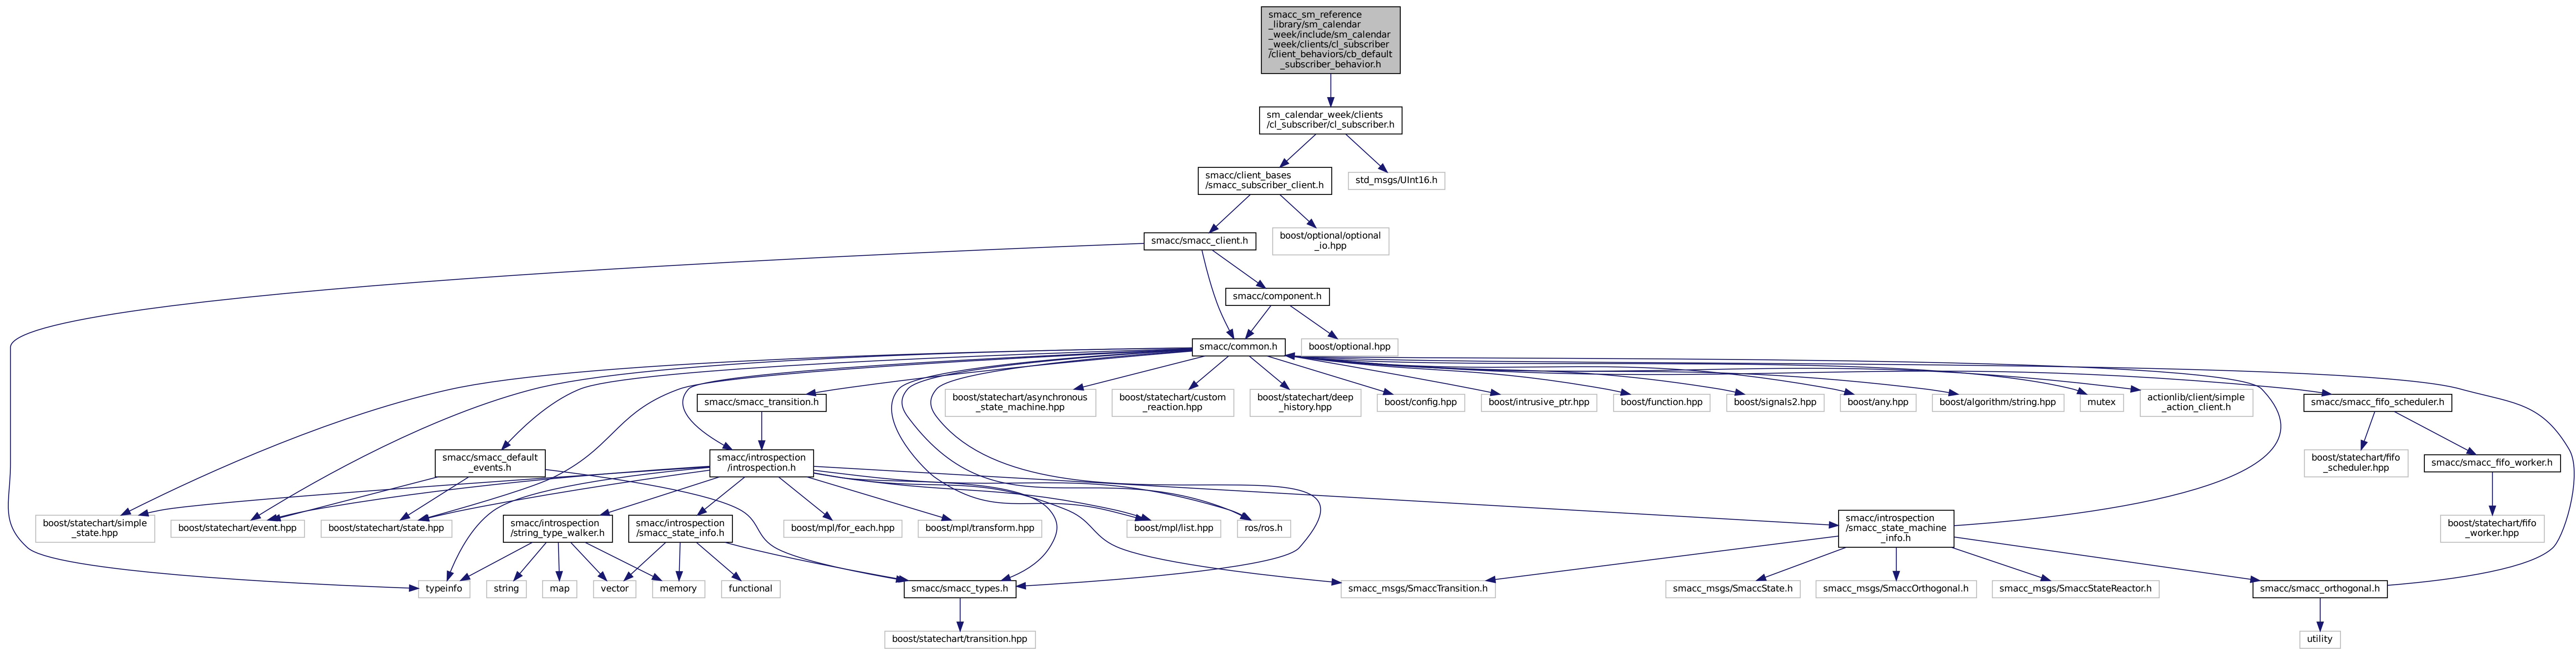 smacc_sm_reference
_library/sm_calendar
_week/include/sm_calendar
_week/clients/cl_subscriber
/client_behaviors/cb_default
_subscriber_behavior.h
sm_calendar_week/clients
/cl_subscriber/cl_subscriber.h
smacc/client_bases
/smacc_subscriber_client.h
std_msgs/UInt16.h
smacc/smacc_client.h
boost/optional/optional
_io.hpp
smacc/component.h
smacc/common.h
boost/optional.hpp
smacc/smacc_transition.h
boost/statechart/asynchronous
_state_machine.hpp
boost/statechart/custom
_reaction.hpp
boost/statechart/deep
_history.hpp
boost/config.hpp
boost/intrusive_ptr.hpp
boost/function.hpp
boost/signals2.hpp
boost/any.hpp
boost/algorithm/string.hpp
mutex
actionlib/client/simple
_action_client.h
smacc/smacc_fifo_scheduler.h
smacc/smacc_default
_events.h
smacc/introspection
/introspection.h
boost/statechart/fifo
_scheduler.hpp
smacc/smacc_fifo_worker.h
boost/statechart/simple
_state.hpp
boost/statechart/event.hpp
boost/statechart/state.hpp
smacc/introspection
/string_type_walker.h
smacc/introspection
/smacc_state_info.h
boost/mpl/for_each.hpp
boost/mpl/transform.hpp
boost/mpl/list.hpp
ros/ros.h
smacc/introspection
/smacc_state_machine
_info.h
boost/statechart/fifo
_worker.hpp
typeinfo
string
map
vector
memory
functional
smacc/smacc_types.h
smacc_msgs/SmaccTransition.h
smacc_msgs/SmaccState.h
smacc_msgs/SmaccOrthogonal.h
smacc_msgs/SmaccStateReactor.h
smacc/smacc_orthogonal.h
boost/statechart/transition.hpp
utility